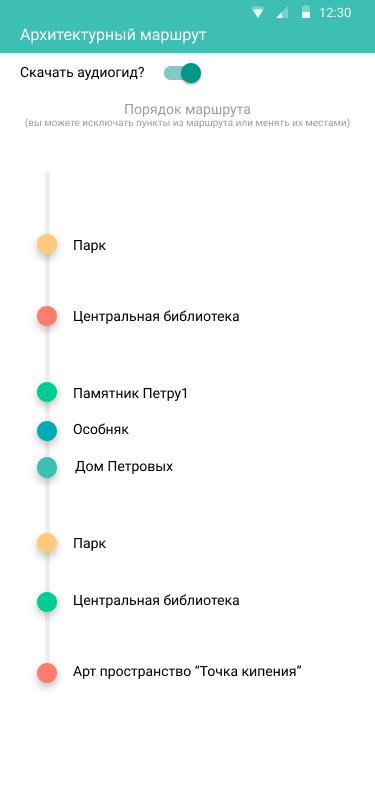 12:30
Архитектурный маршрут
Скачать аудиогид?
Порядок маршрута
(вы можете исключать пункты из маршрута или менять их местами)
Парк
Центральная библиотека
Памятник Петру1
Особняк
Дом Петровых
Парк
Центральная библиотека
Арт пространство “Точка кипения”